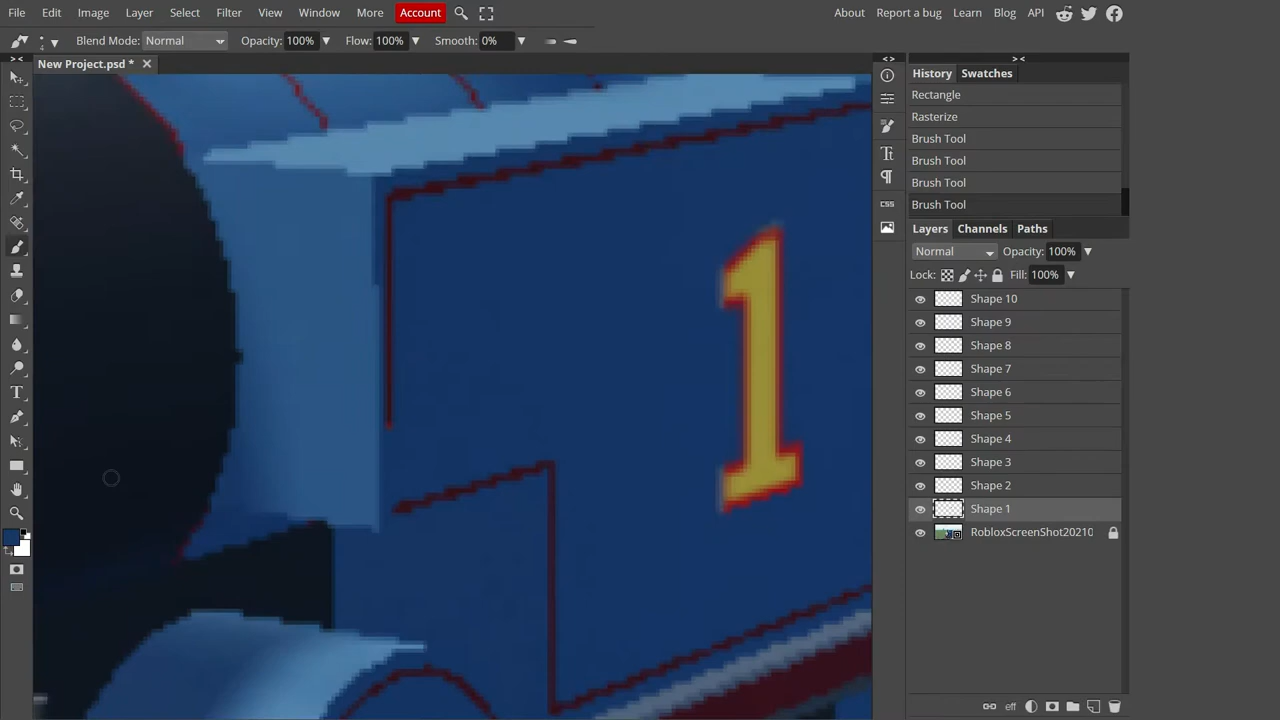 File Edit Image Layer Select Filter View Window More Account About Report a bug Learn Blog API
4 Blend Mode: Normal Opacity: 100% Flow: 100% Smooth: 0%
New Project.psd *
History Swatches
Rectangle
Rasterize
Brush Tool
Brush Tool
Brush Tool
Brush Tool
CSS
Layers Channels Paths
Normal Opacity: 100%
Lock: Fill: 100%
Shape 10
Shape 9
Shape 8
Shape 7
Shape 6
Shape 5
Shape 4
Shape 3
Shape 2
Shape 1
RobloxScreenShot20210
eff
1